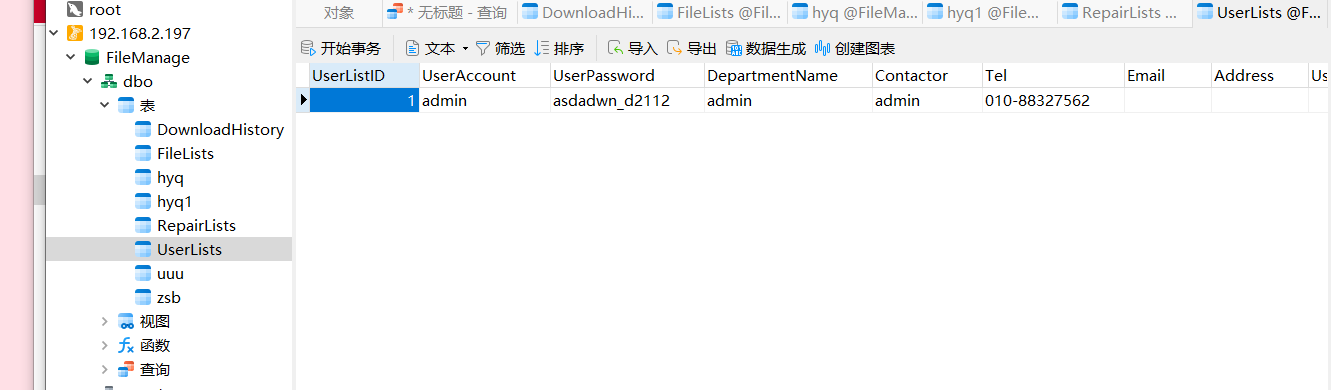 root
192.168.2.197
FileManage
dbo
表
DownloadHistory
FileLists
hyq
hyq1
RepairLists
UserLists
uuu
zsb
视图
函数
查询
对象 * 无标题 - 查询 DownloadHi... FileLists @Fil... hyq @FileMa... hyq1 @File... RepairLists ... UserLists @F...
开始事务 文本 筛选 排序 导入 导出 数据生成 创建图表
UserListID UserAccount UserPassword DepartmentName Contactor Tel Email Address Us
1 admin asdadwn_d2112 admin admin 010-88327562